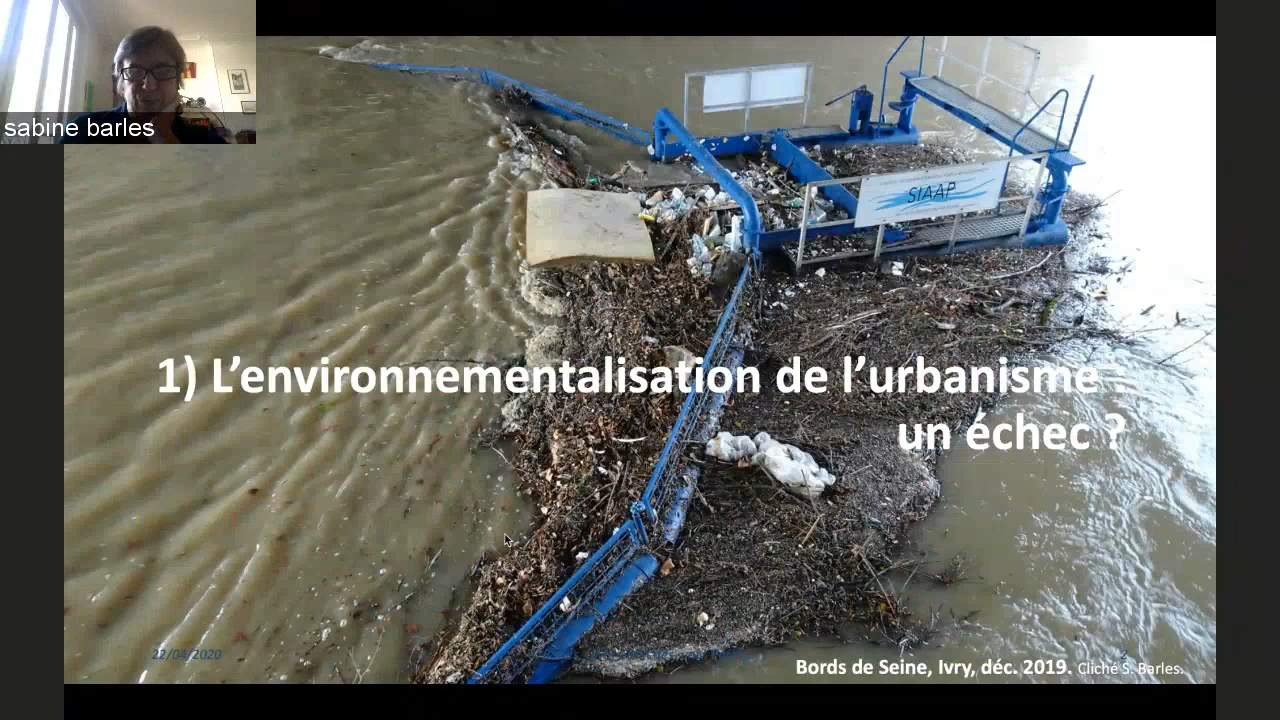 sabine barles
SIAAP
1) L’environnementalisation de l’urbanisme :
un échec ?
22/04/2020
2
Bords de Seine, Ivry, déc. 2019. Cliché S. Barles.